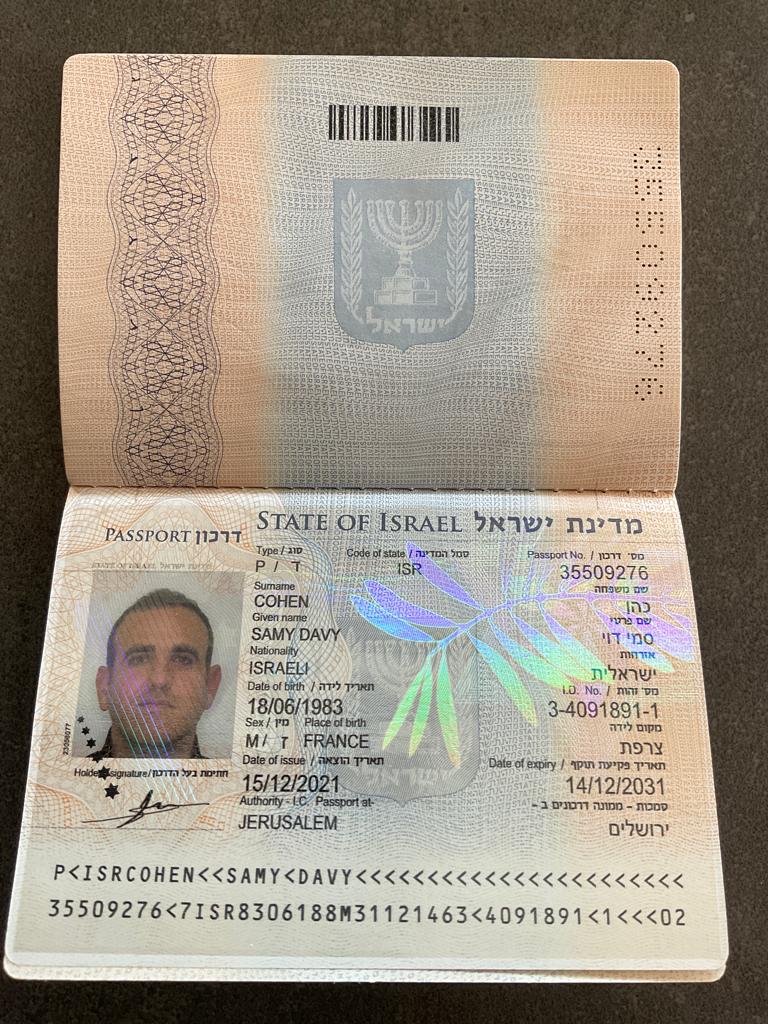 35509276
ישראל
PASSPORT דרכון STATE OF ISRAEL מדינת ישראל
Type / סוג Code of state / סמל המדינה Passport No. / מס׳ דרכון
P / ד ISR 35509276
Surname שם משפחה
COHEN כהן
Given name שם פרטי
SAMY DAVY סמי דוי
Nationality אזרחות
ISRAELI ישראלית
Date of birth / תאריך לידה I.D. No. / מס׳ זהות
18/06/1983 3-4091891-1
Sex / מין Place of birth מקום לידה
M / ז FRANCE צרפת
Date of issue / תאריך הוצאה Date of expiry / תאריך פקיעת תוקף
15/12/2021 14/12/2031
Authority - I.C. Passport at- סמכות - ממונה דרכונים ב -
JERUSALEM ירושלים
Holder signature / חתימת בעל הדרכון
ישראל
P<ISRCOHEN<<SAMY<DAVY<<<<<<<<<<<<<<<<<<<<<<<
35509276<7ISR8306188M31121463<4091891<1<<<02